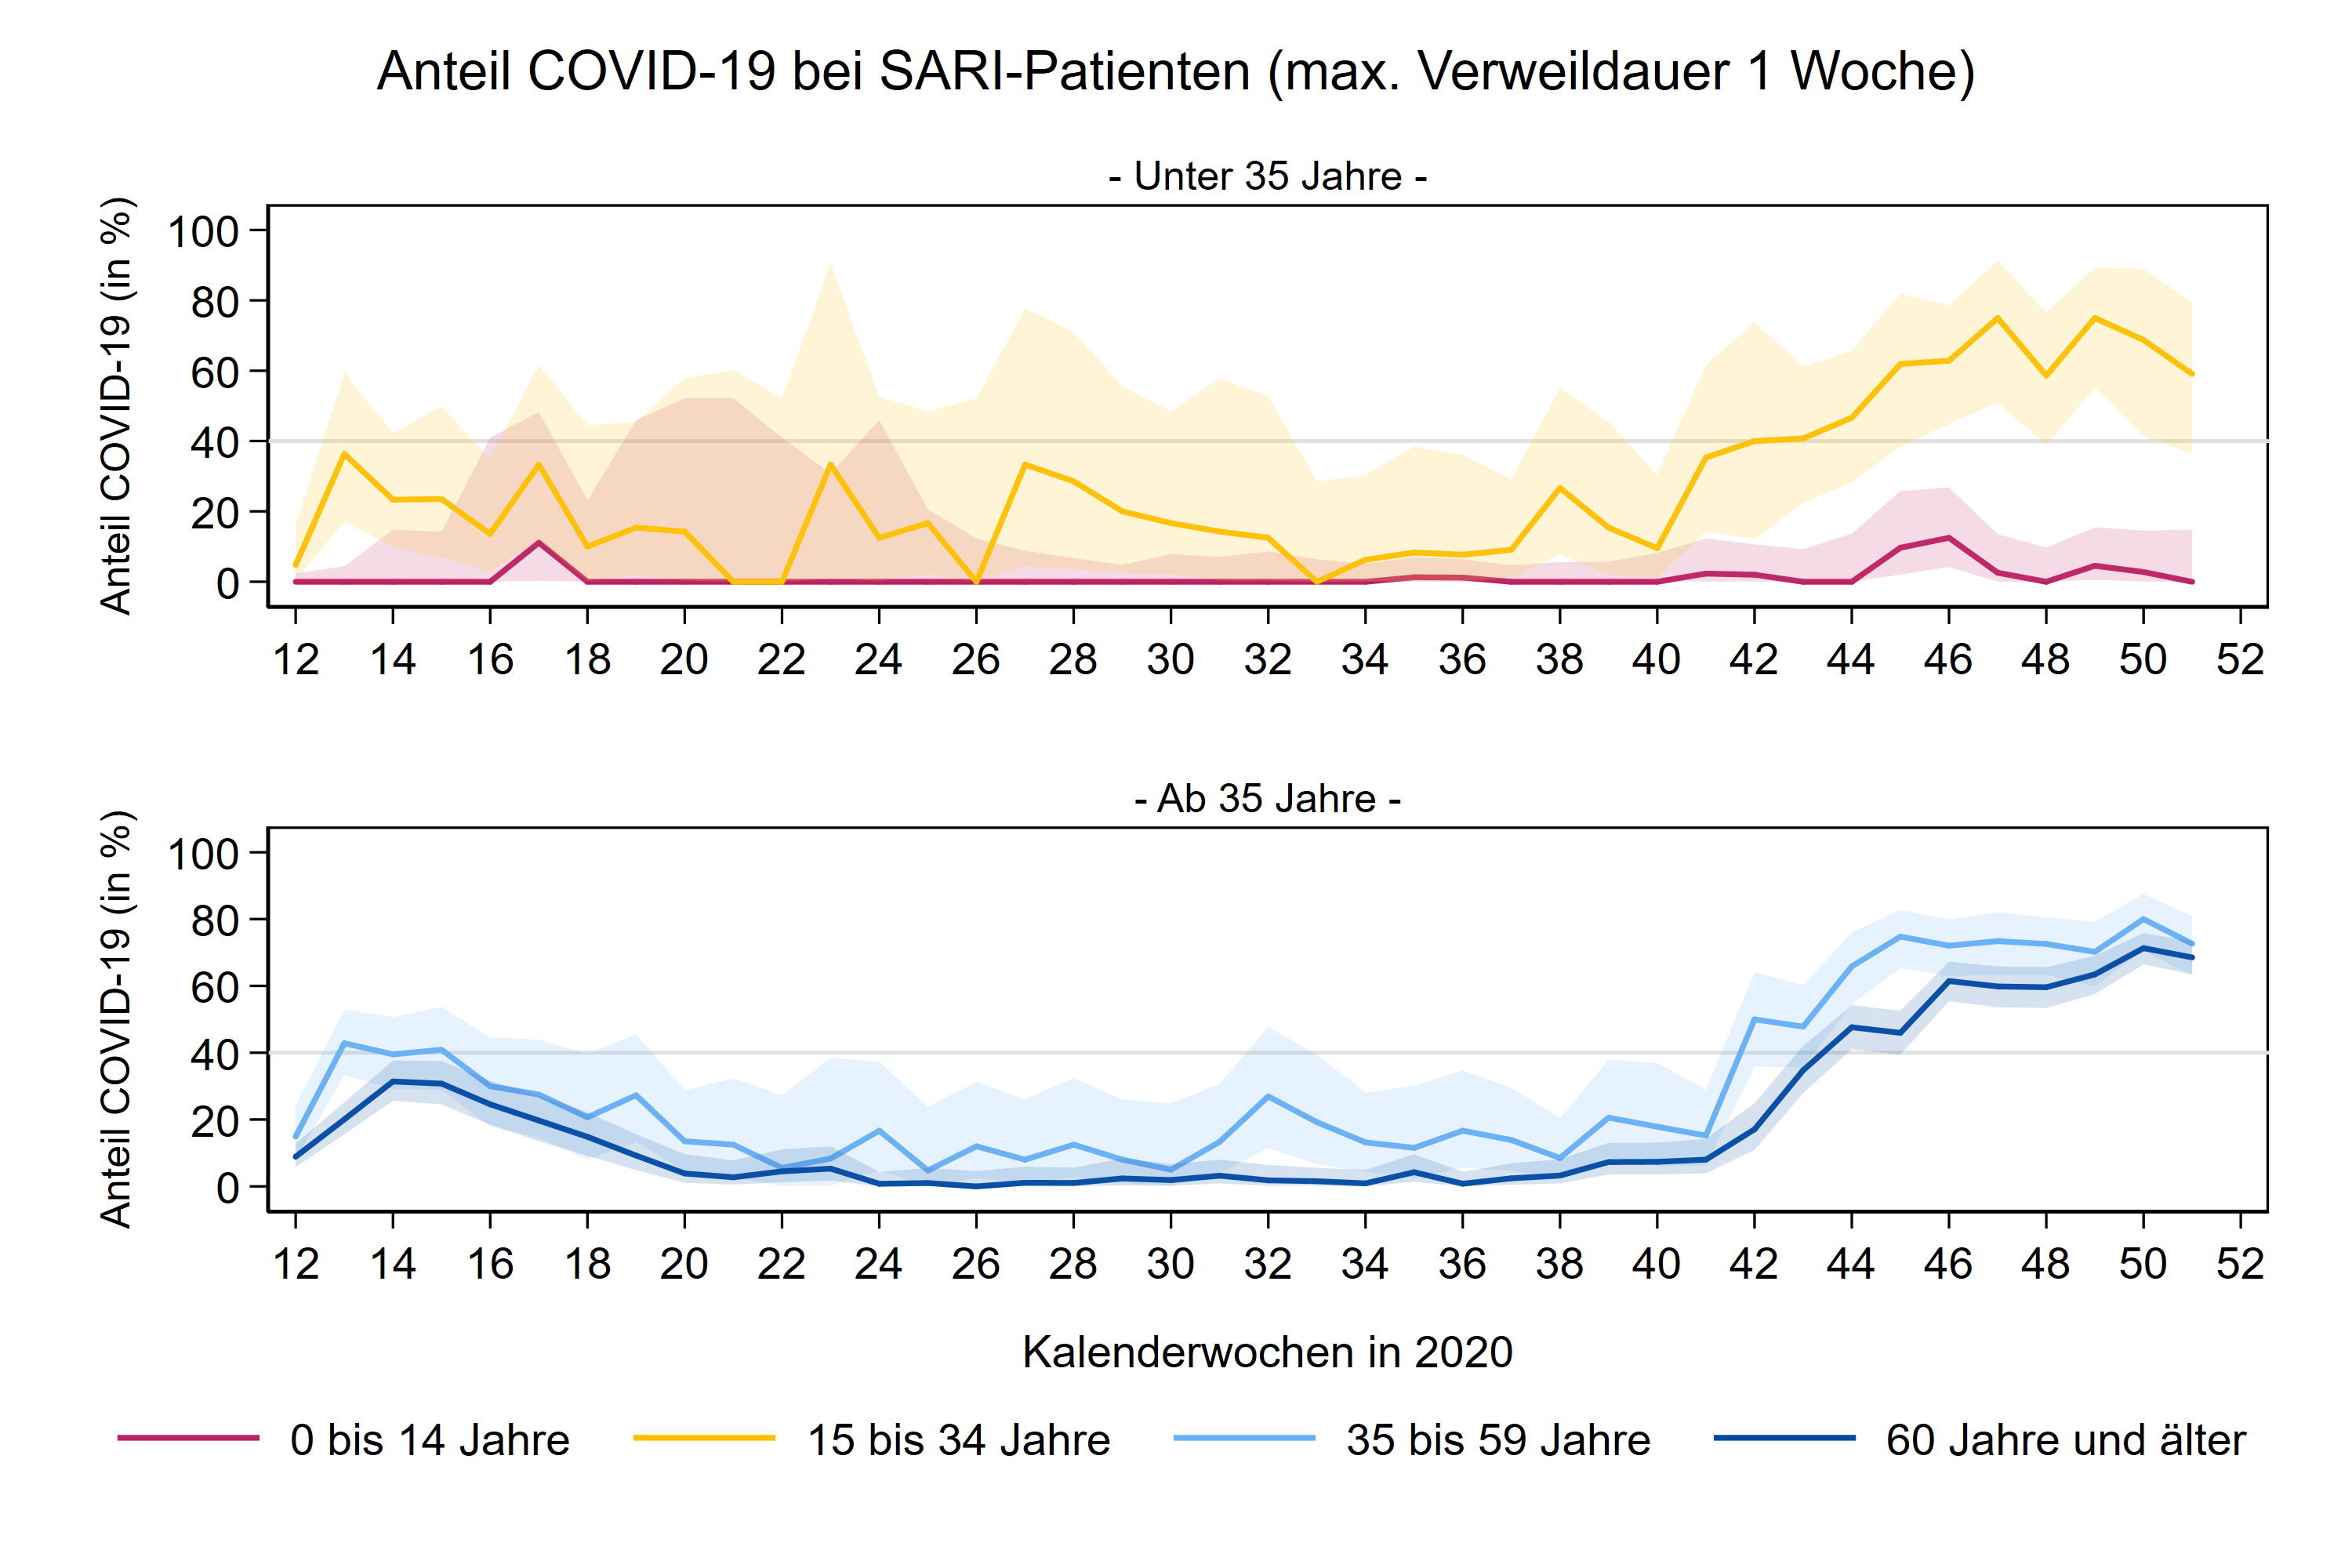 Anteil COVID-19 bei SARI-Patienten (max. Verweildauer 1 Woche)
- Unter 35 Jahre -
Anteil COVID-19 (in %)
100
80
60
40
20
0
12 14 16 18 20 22 24 26 28 30 32 34 36 38 40 42 44 46 48 50 52
- Ab 35 Jahre -
Anteil COVID-19 (in %)
100
80
60
40
20
0
12 14 16 18 20 22 24 26 28 30 32 34 36 38 40 42 44 46 48 50 52
Kalenderwochen in 2020
0 bis 14 Jahre 15 bis 34 Jahre 35 bis 59 Jahre 60 Jahre und älter